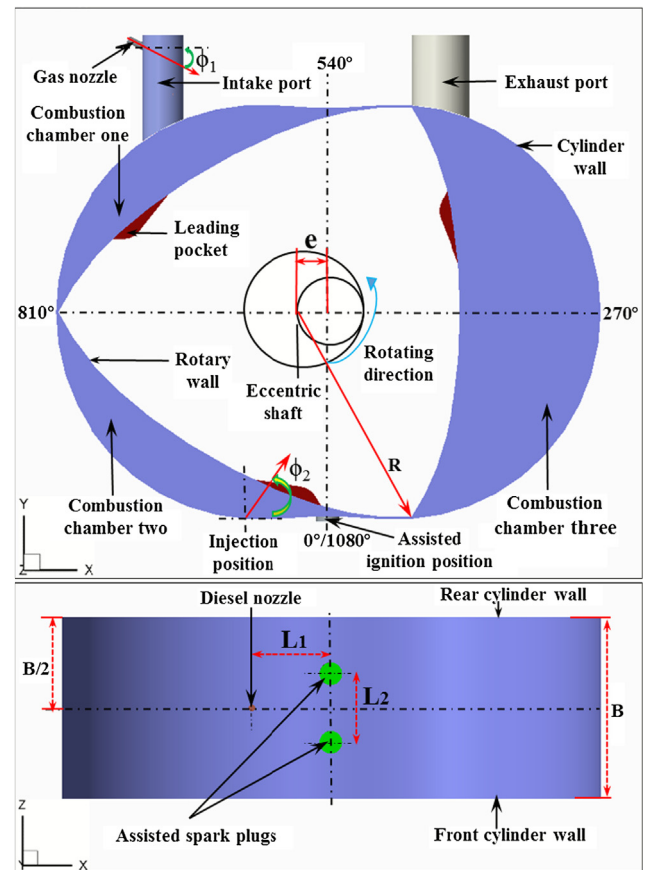 Gas nozzle
ϕ1
Intake port
540°
Exhaust port
Combustion
chamber one
Cylinder
wall
Leading
pocket
e
810°
270°
Rotary
wall
Eccentric
shaft
Rotating
direction
R
ϕ2
Combustion
chamber two
Injection
position
0°/1080°
Assisted
ignition position
Combustion
chamber three
Y
Z
X
Diesel nozzle
Rear cylinder wall
B/2
L1
L2
B
Assisted spark plugs
Front cylinder wall
Z
Y
X